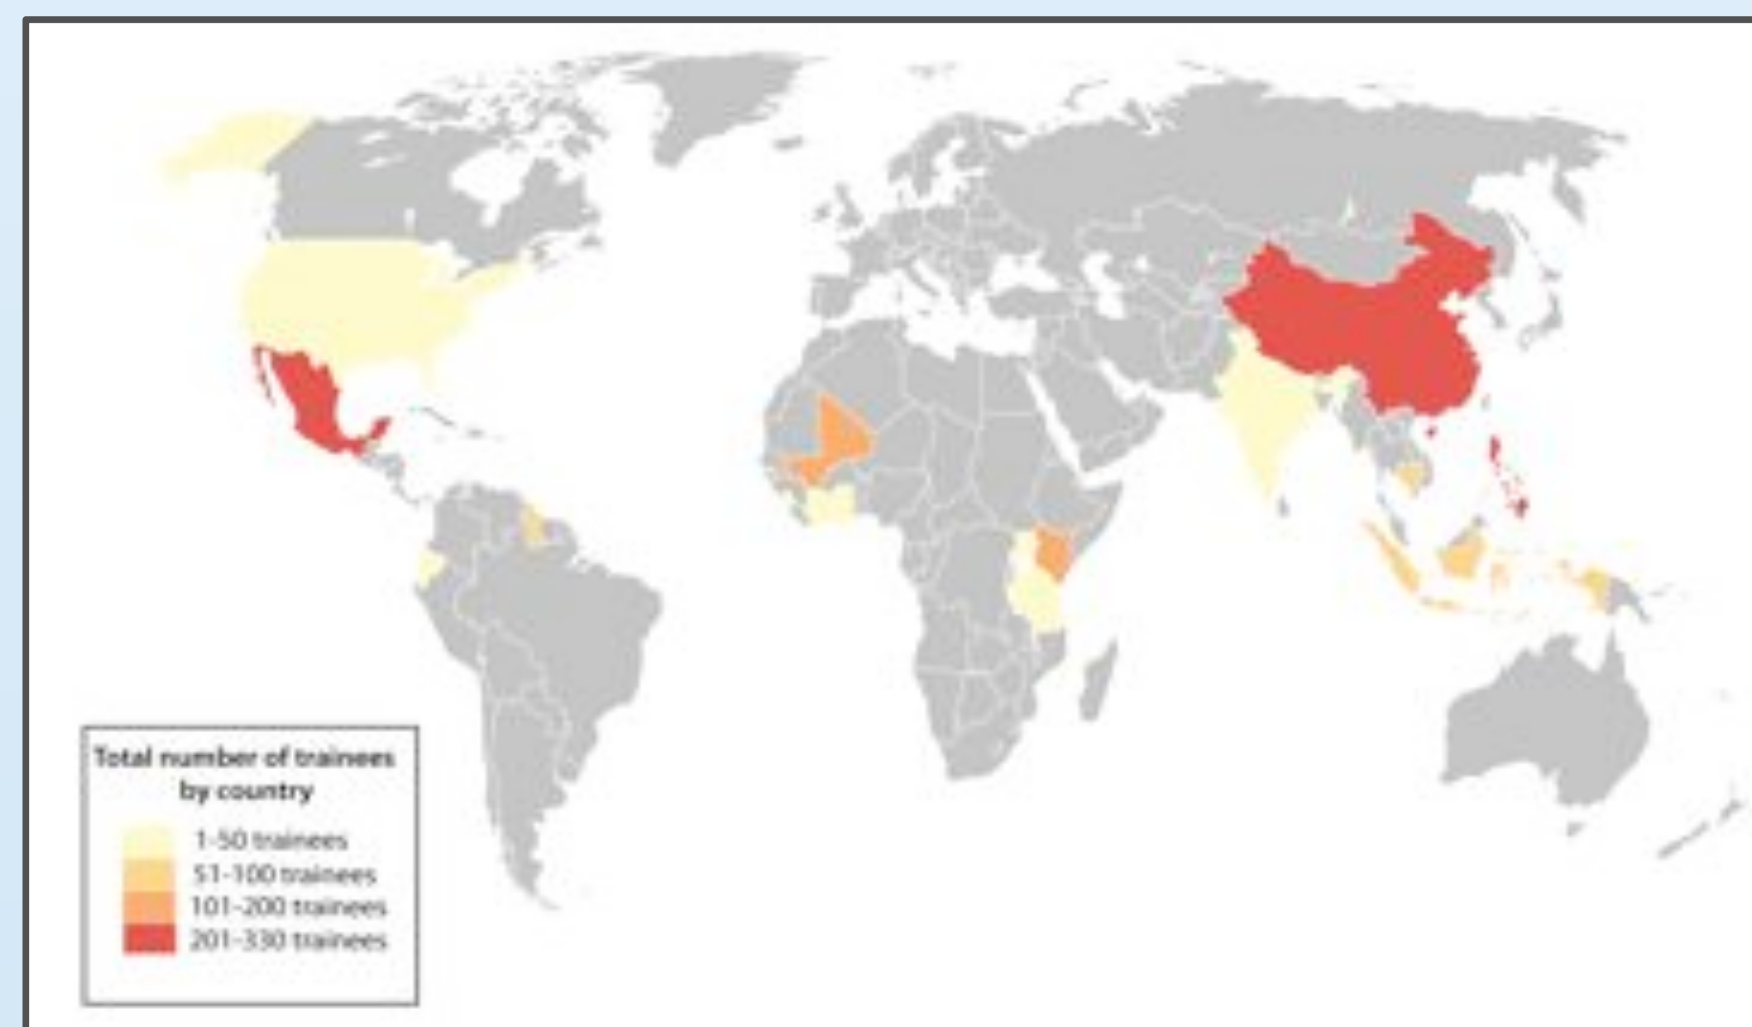 Total number of trainees
by country
1-50 trainees
51-100 trainees
101-200 trainees
201-330 trainees